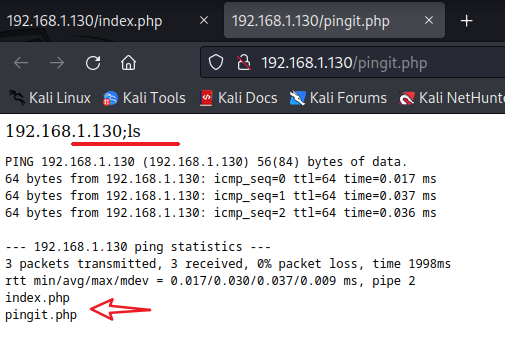 192.168.1.130/index.php × 192.168.1.130/pingit.php × +
192.168.1.130/pingit.php
Kali Linux Kali Tools Kali Docs Kali Forums Kali NetHunt
192.168.1.130;ls
PING 192.168.1.130 (192.168.1.130) 56(84) bytes of data.
64 bytes from 192.168.1.130: icmp_seq=0 ttl=64 time=0.017 ms
64 bytes from 192.168.1.130: icmp_seq=1 ttl=64 time=0.037 ms
64 bytes from 192.168.1.130: icmp_seq=2 ttl=64 time=0.036 ms
--- 192.168.1.130 ping statistics ---
3 packets transmitted, 3 received, 0% packet loss, time 1998ms
rtt min/avg/max/mdev = 0.017/0.030/0.037/0.009 ms, pipe 2
index.php
pingit.php